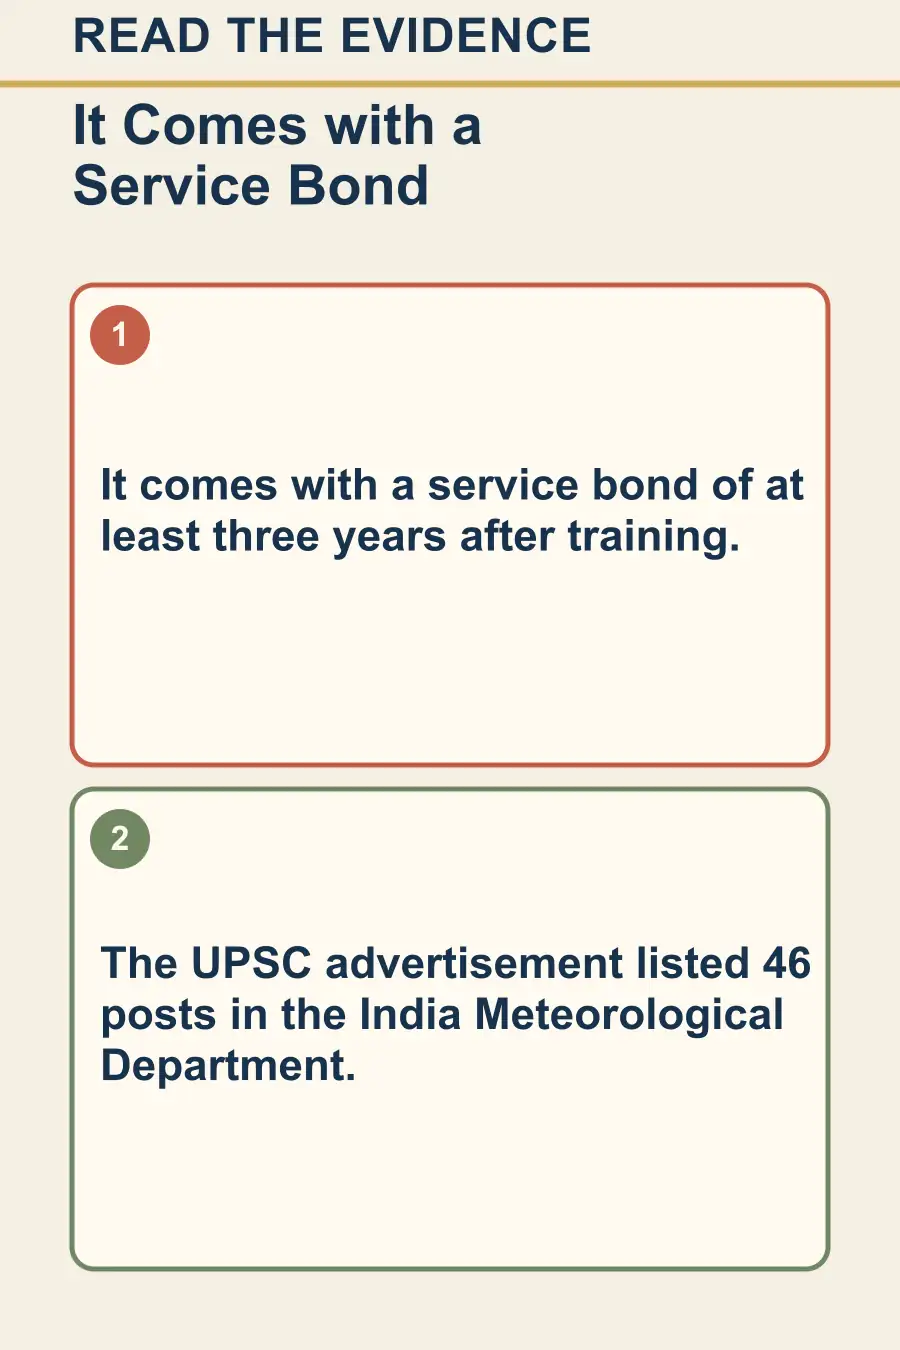 READ THE EVIDENCE
It Comes with a
Service Bond
1
It comes with a service bond of at
least three years after training.
2
The UPSC advertisement listed 46
posts in the India Meteorological
Department.